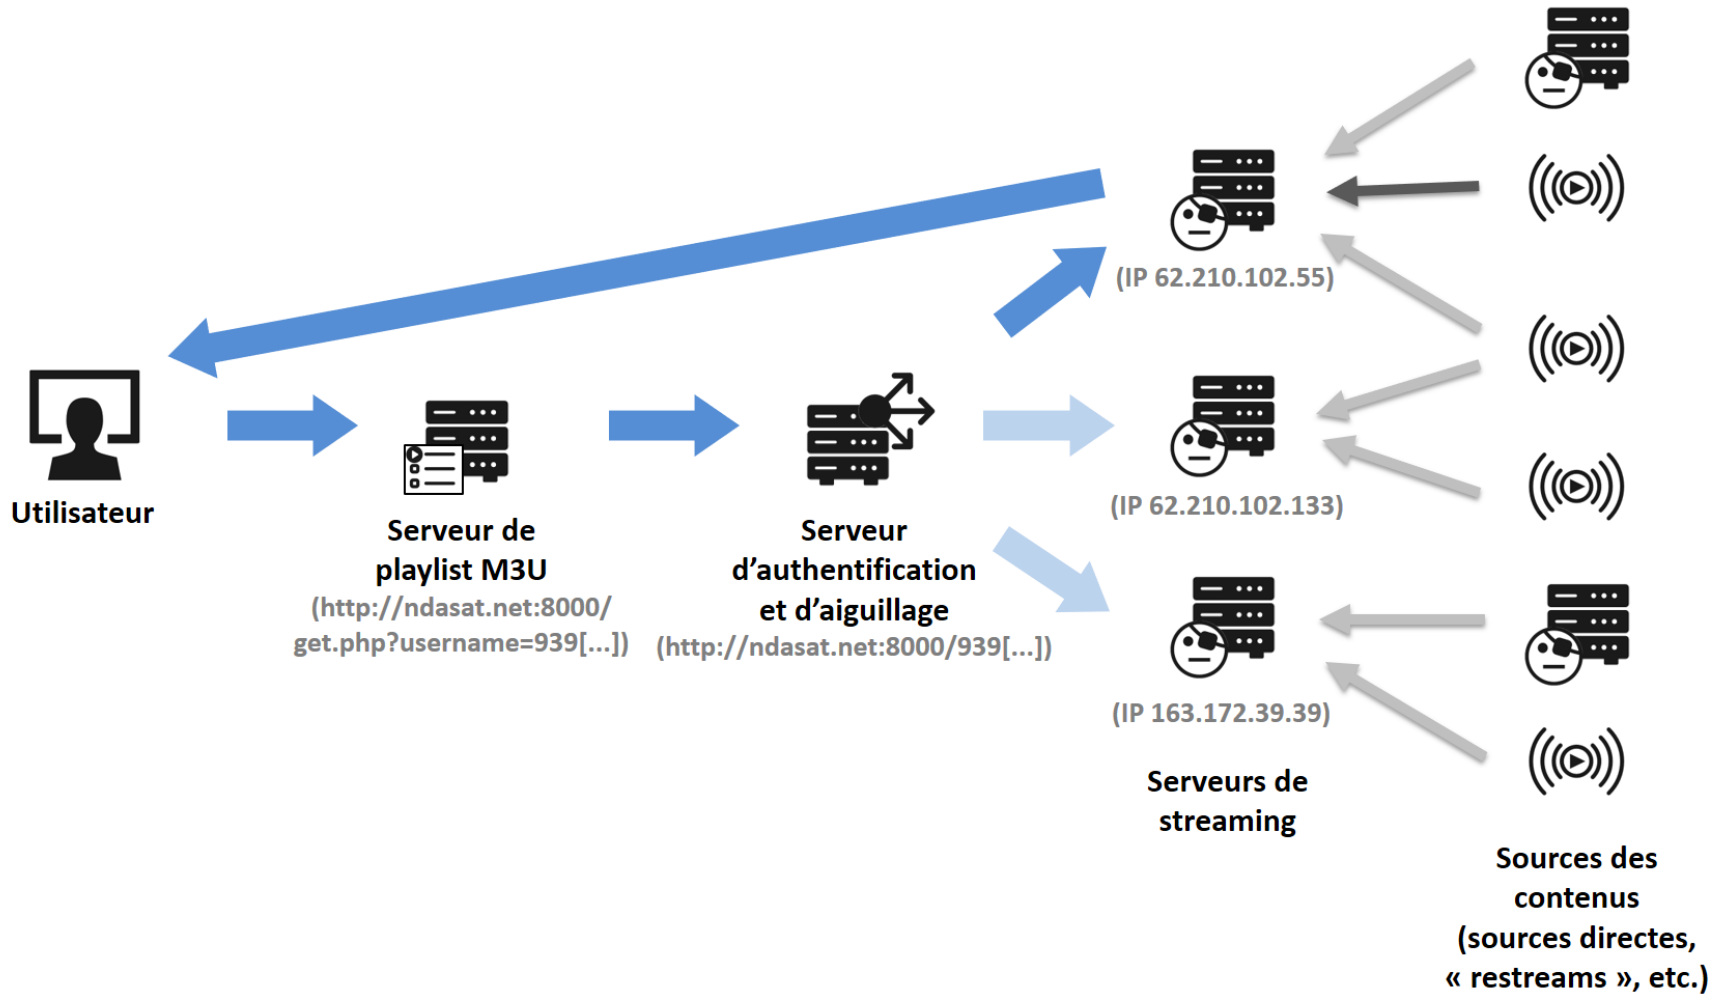 Utilisateur
Serveur de
playlist M3U
(http://ndasat.net:8000/
get.php?username=939[...])
Serveur
d’authentification
et d’aiguillage
(http://ndasat.net:8000/939[...])
(IP 62.210.102.55)
(IP 62.210.102.133)
(IP 163.172.39.39)
Serveurs de
streaming
Sources des
contenus
(sources directes,
« restreams », etc.)